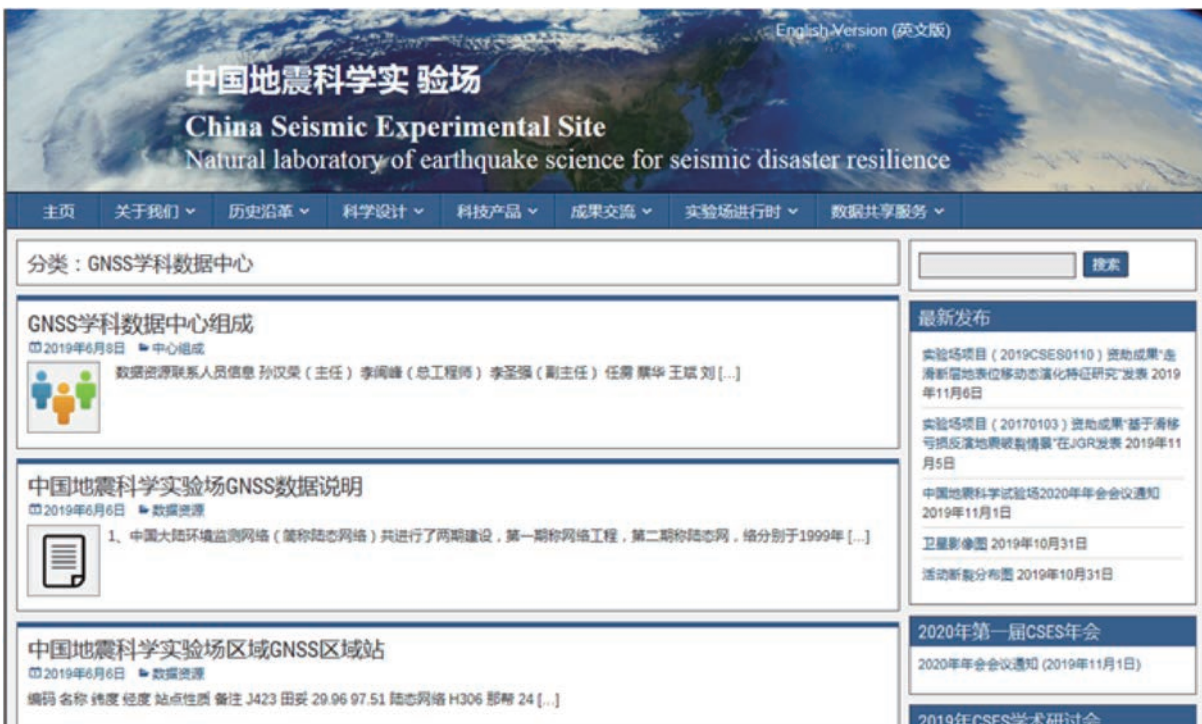 English Version (英文版)
中国地震科学实 验场
China Seismic Experimental Site
Natural laboratory of earthquake science for seismic disaster resilience
主页 关于我们 历史沿革 科学设计 科技产品 成果交流 实验场进行时 数据共享服务
分类：GNSS学科数据中心
GNSS学科数据中心组成
2019年6月8日 中心组成
数据资源联系人员信息 孙汉荣（主任） 李闽峰（总工程师） 李圣强（副主任） 任 华 王斌 刘 […]
中国地震科学实验场GNSS数据说明
2019年6月6日 数据资源
1、中国大陆环境监测网络（简称陆态网络）共进行了两期建设，第一期称网络工程，第二期称陆态网，络分别于1999年 […]
中国地震科学实验场区域GNSS区域站
2019年6月6日 数据资源
编码 名称 纬度 经度 站点性质 备注 J423 田妥 29.96 97.51 陆态网络 H306 那帮 24 […]
搜索
最新发布
实验场项目（2019CSES0110）资助成果“走
滑断层地表位移动态演化特征研究”发表 2019
年11月6日
实验场项目（20170103）资助成果“基于滑移
亏损反演地震破裂情景”在JGR发表 2019年11
月5日
中国地震科学试验场2020年年会会议通知
2019年11月1日
卫星影像图 2019年10月31日
活动断裂分布图 2019年10月31日
2020年第一届CSES年会
2020年年会会议通知 (2019年11月1日)
2019年CSES学术研讨会